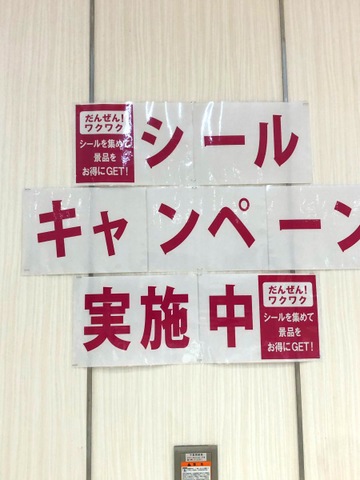 だんぜん!
ワクワク
シールを集めて
景品を
お得にGET!
シール
キャンペーン
実施中
だんぜん!
ワクワク
シールを集めて
景品を
お得にGET!